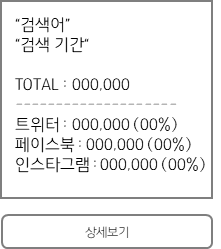 “검색어”
“검색 기간“
TOTAL : 000,000
--------------------
트위터 : 000,000 (00%)
페이스북 : 000,000 (00%)
인스타그램 : 000,000 (00%)
상세보기